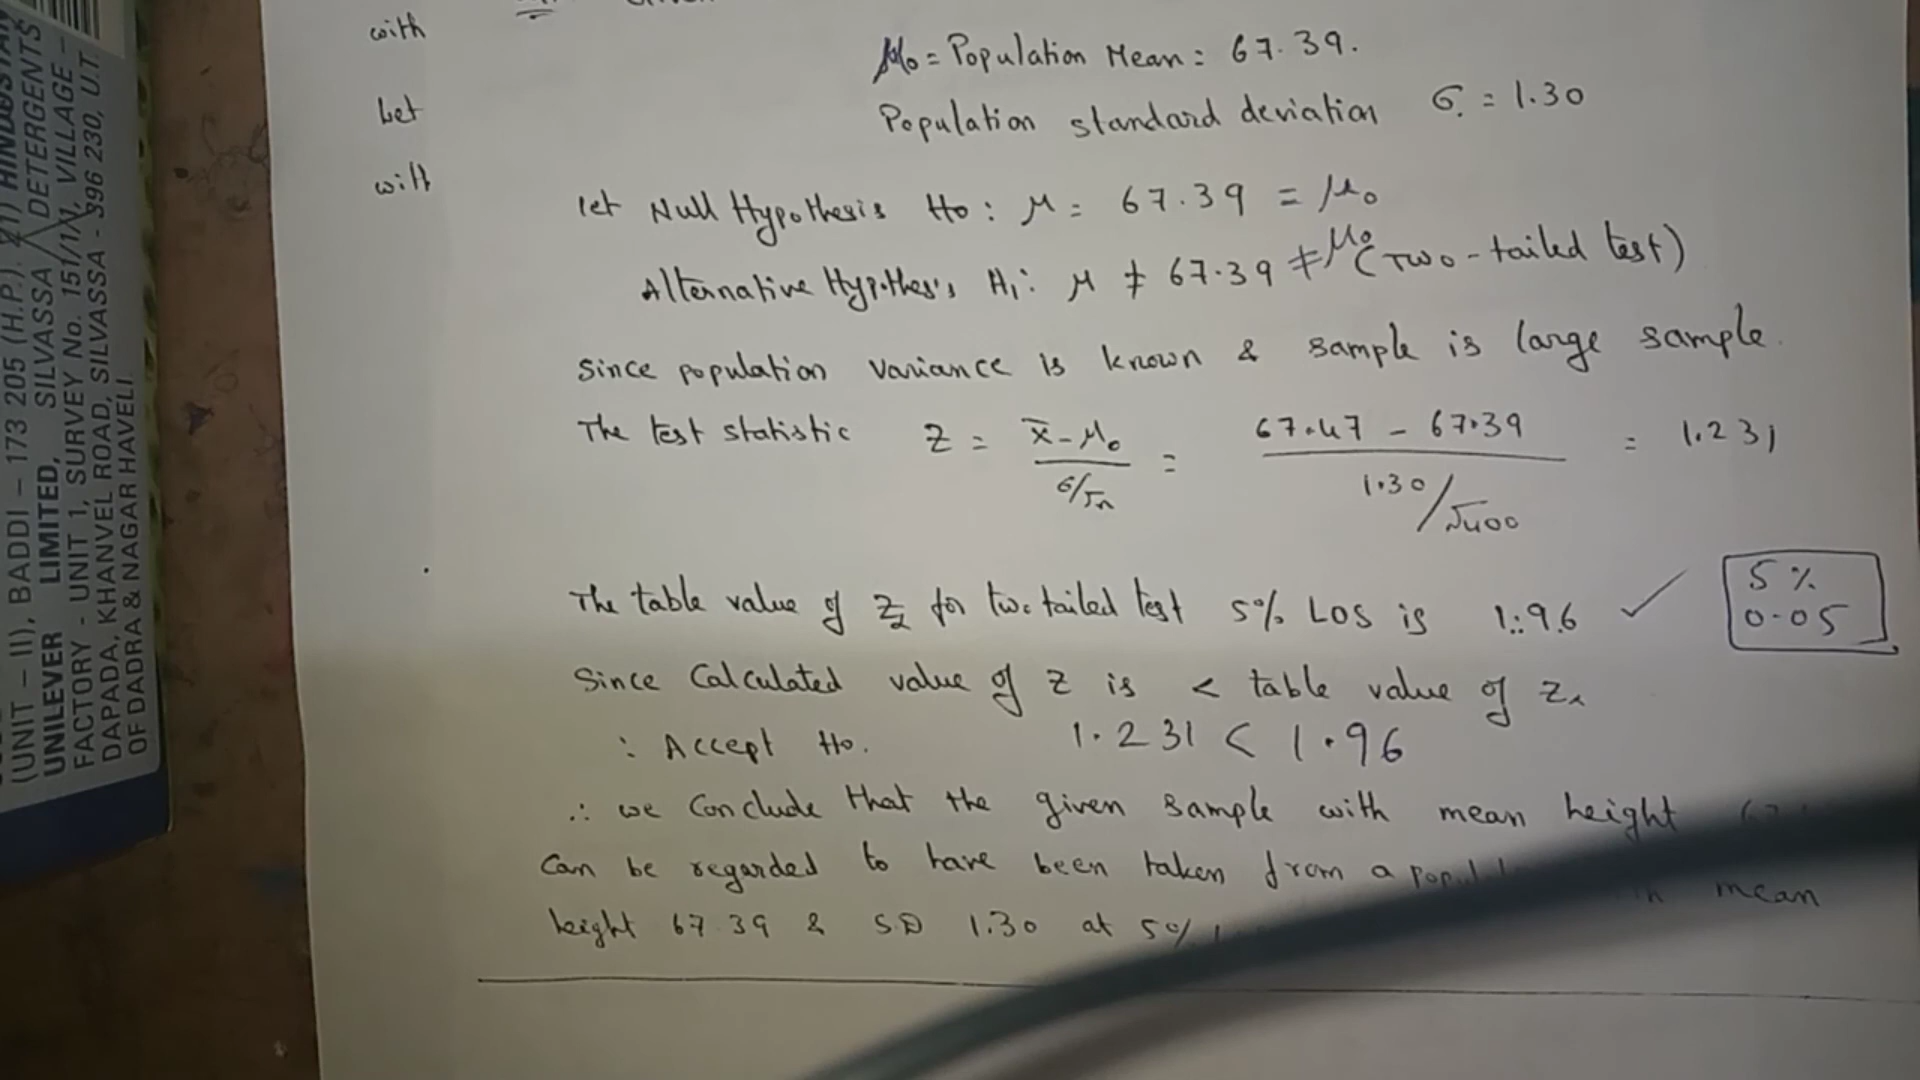 with
μ₀ = Population Mean = 67.39.
Let
Population standard deviation σ = 1.30
with
let Null Hypothesis H₀ : μ = 67.39 = μ₀
Alternative Hypothesis H₁ : μ ≠ 67.39 ≠ μ₀ (Two-tailed test)
Since population variance is known & sample is large sample.
The test statistic Z = x̄ - μ₀ / σ/√n = 67.47 - 67.39 / 1.30/√400 = 1.231
The table value of Zα for two tailed test 5% LOS is 1.96 ✓
5%
0.05
Since Calculated value of Z is < table value of Zα
∴ Accept H₀. 1.231 < 1.96
∴ we Conclude that the given sample with mean height
Can be regarded to have been taken from a mean
height 67.39 & S.D 1.30 at 5%
(UNIT - II), BADDI - 173 205 (H.P.). 21) HINDUSTAN
UNILEVER LIMITED, SILVASSA DETERGENTS
FACTORY - UNIT 1, SURVEY No. 151/1/1, VILLAGE -
DAPADA, KHANVEL ROAD, SILVASSA - 396 230, U.T
OF DADRA & NAGAR HAVELI